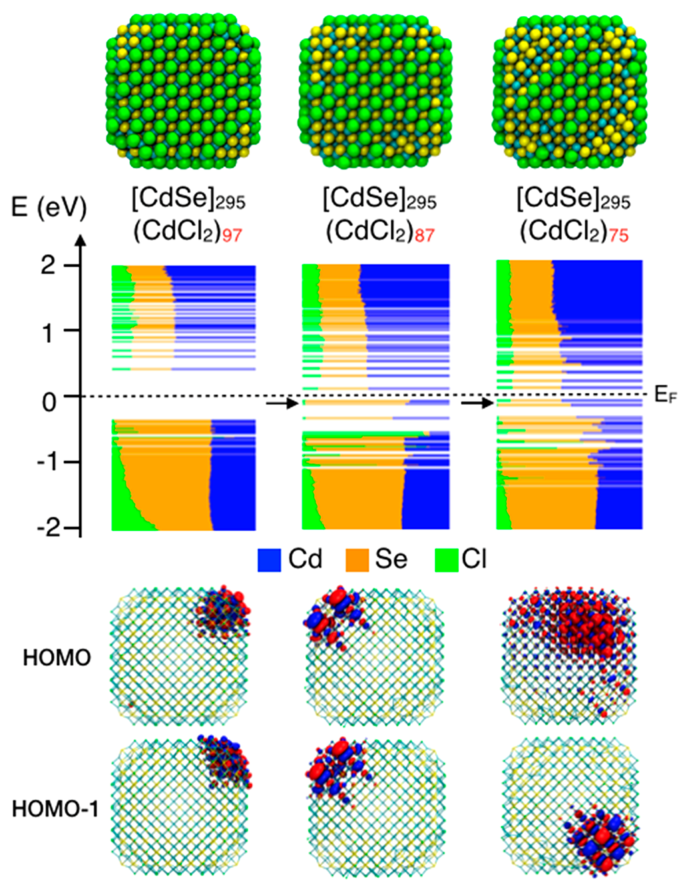 E (eV)
[CdSe]295
(CdCl2)97
[CdSe]295
(CdCl2)87
[CdSe]295
(CdCl2)75
2
1
0
-1
-2
EF
Cd
Se
Cl
HOMO
HOMO-1